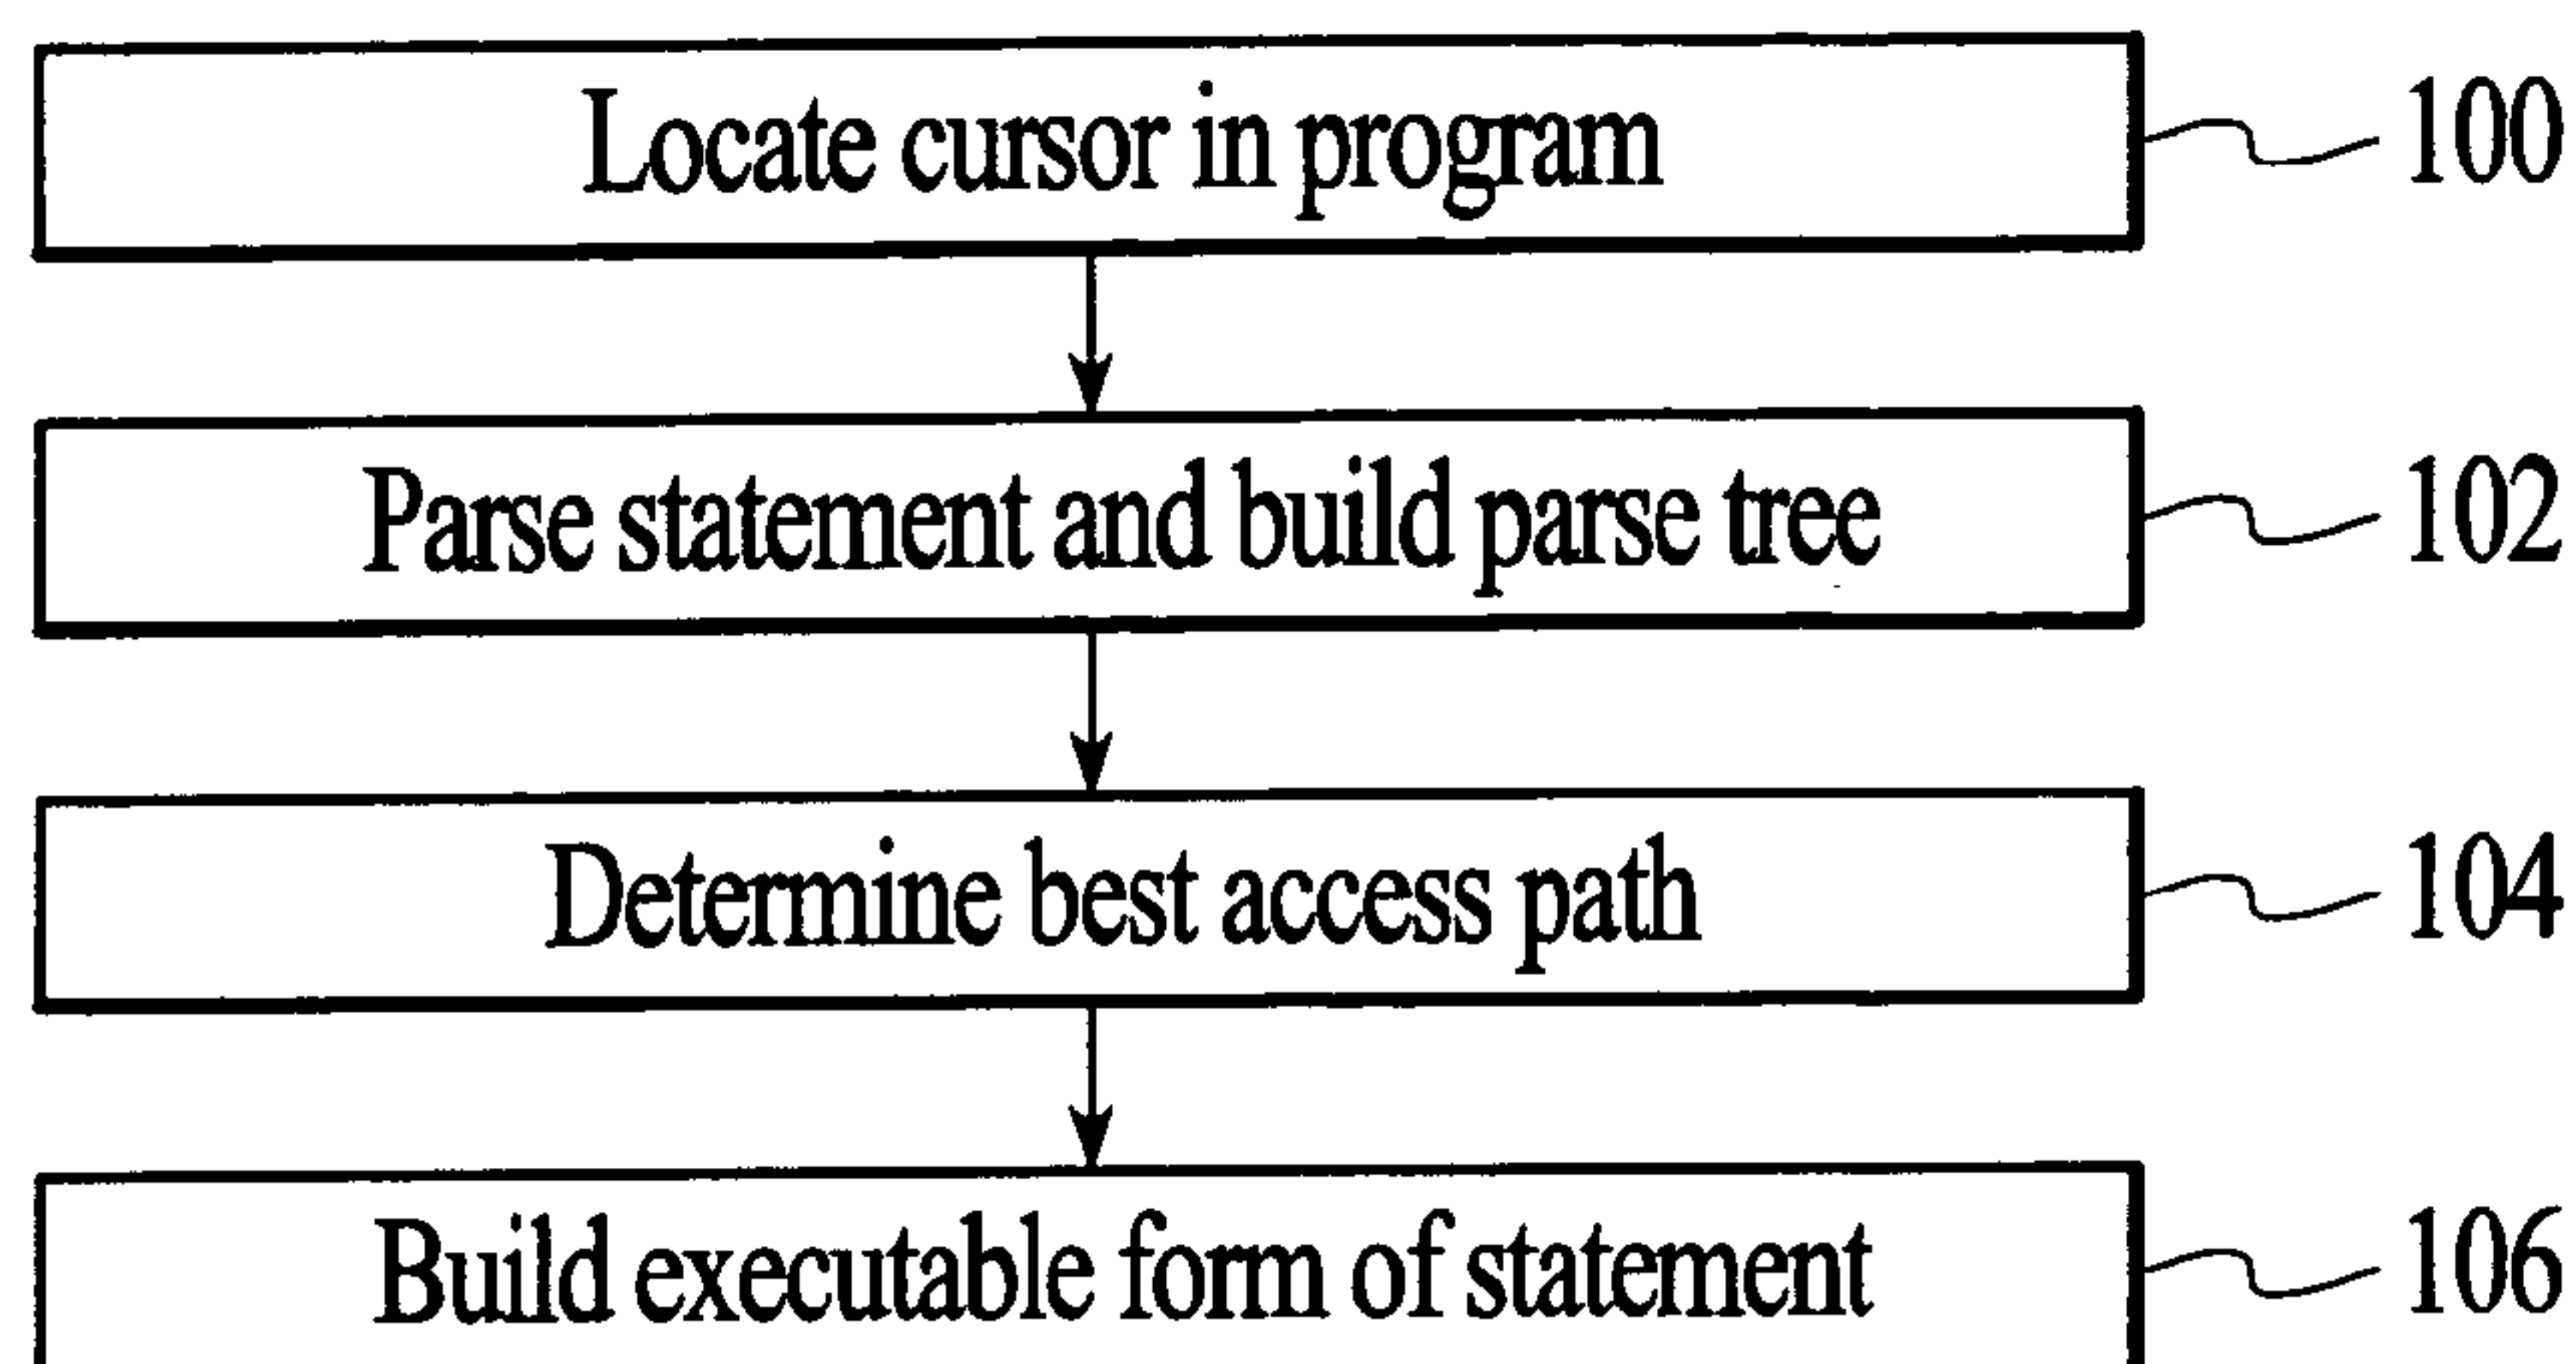 Locate cursor in program 100
Parse statement and build parse tree 102
Determine best access path 104
Build executable form of statement 106